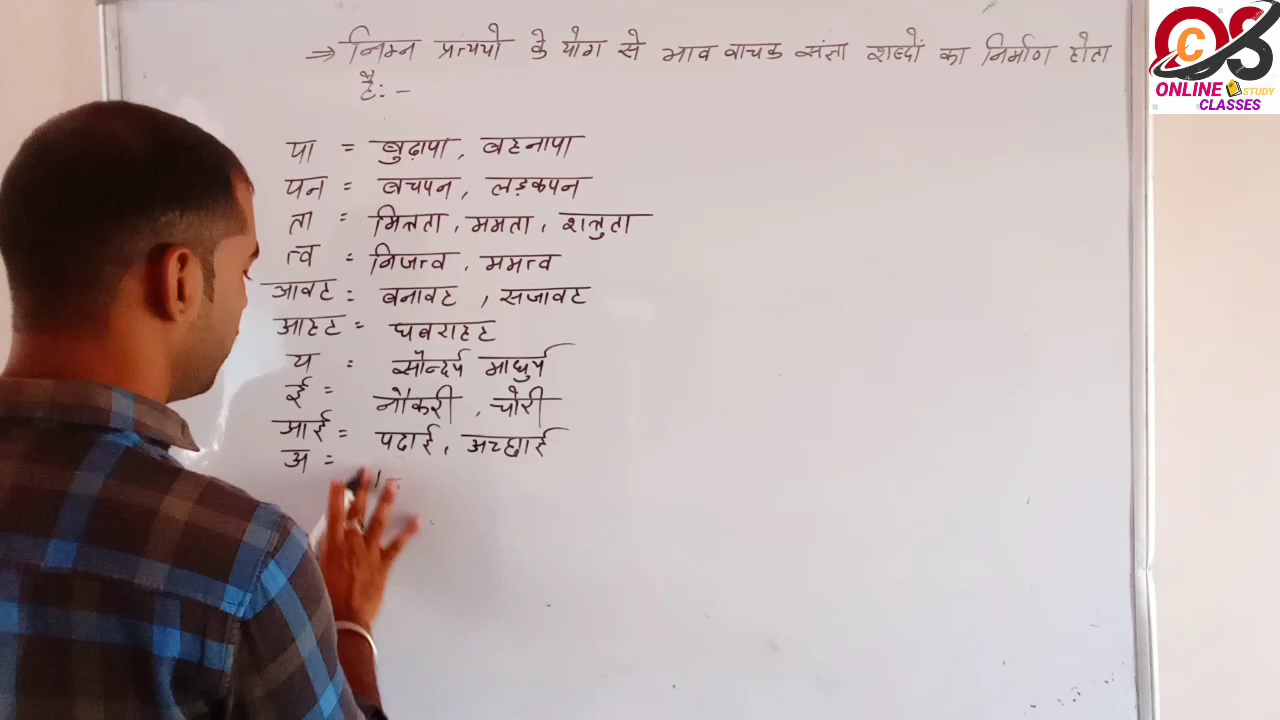 ⇒ निम्न प्रत्ययो के योग से भाव वाचक संज्ञा शब्दों का निर्माण होता
है: -
पा = बुढ़ापा, बहनापा
पन = बचपन, लड़कपन
ता = मित्रता, ममता, शत्रुता
त्व = निजत्व, ममत्व
आवट = बनावट, सजावट
आहट = घबराहट
य = सौन्दर्य माधुर्य
ई = नौकरी, चोरी
आई = पढाई, अच्छाई
अ =
OCS
ONLINE STUDY
CLASSES